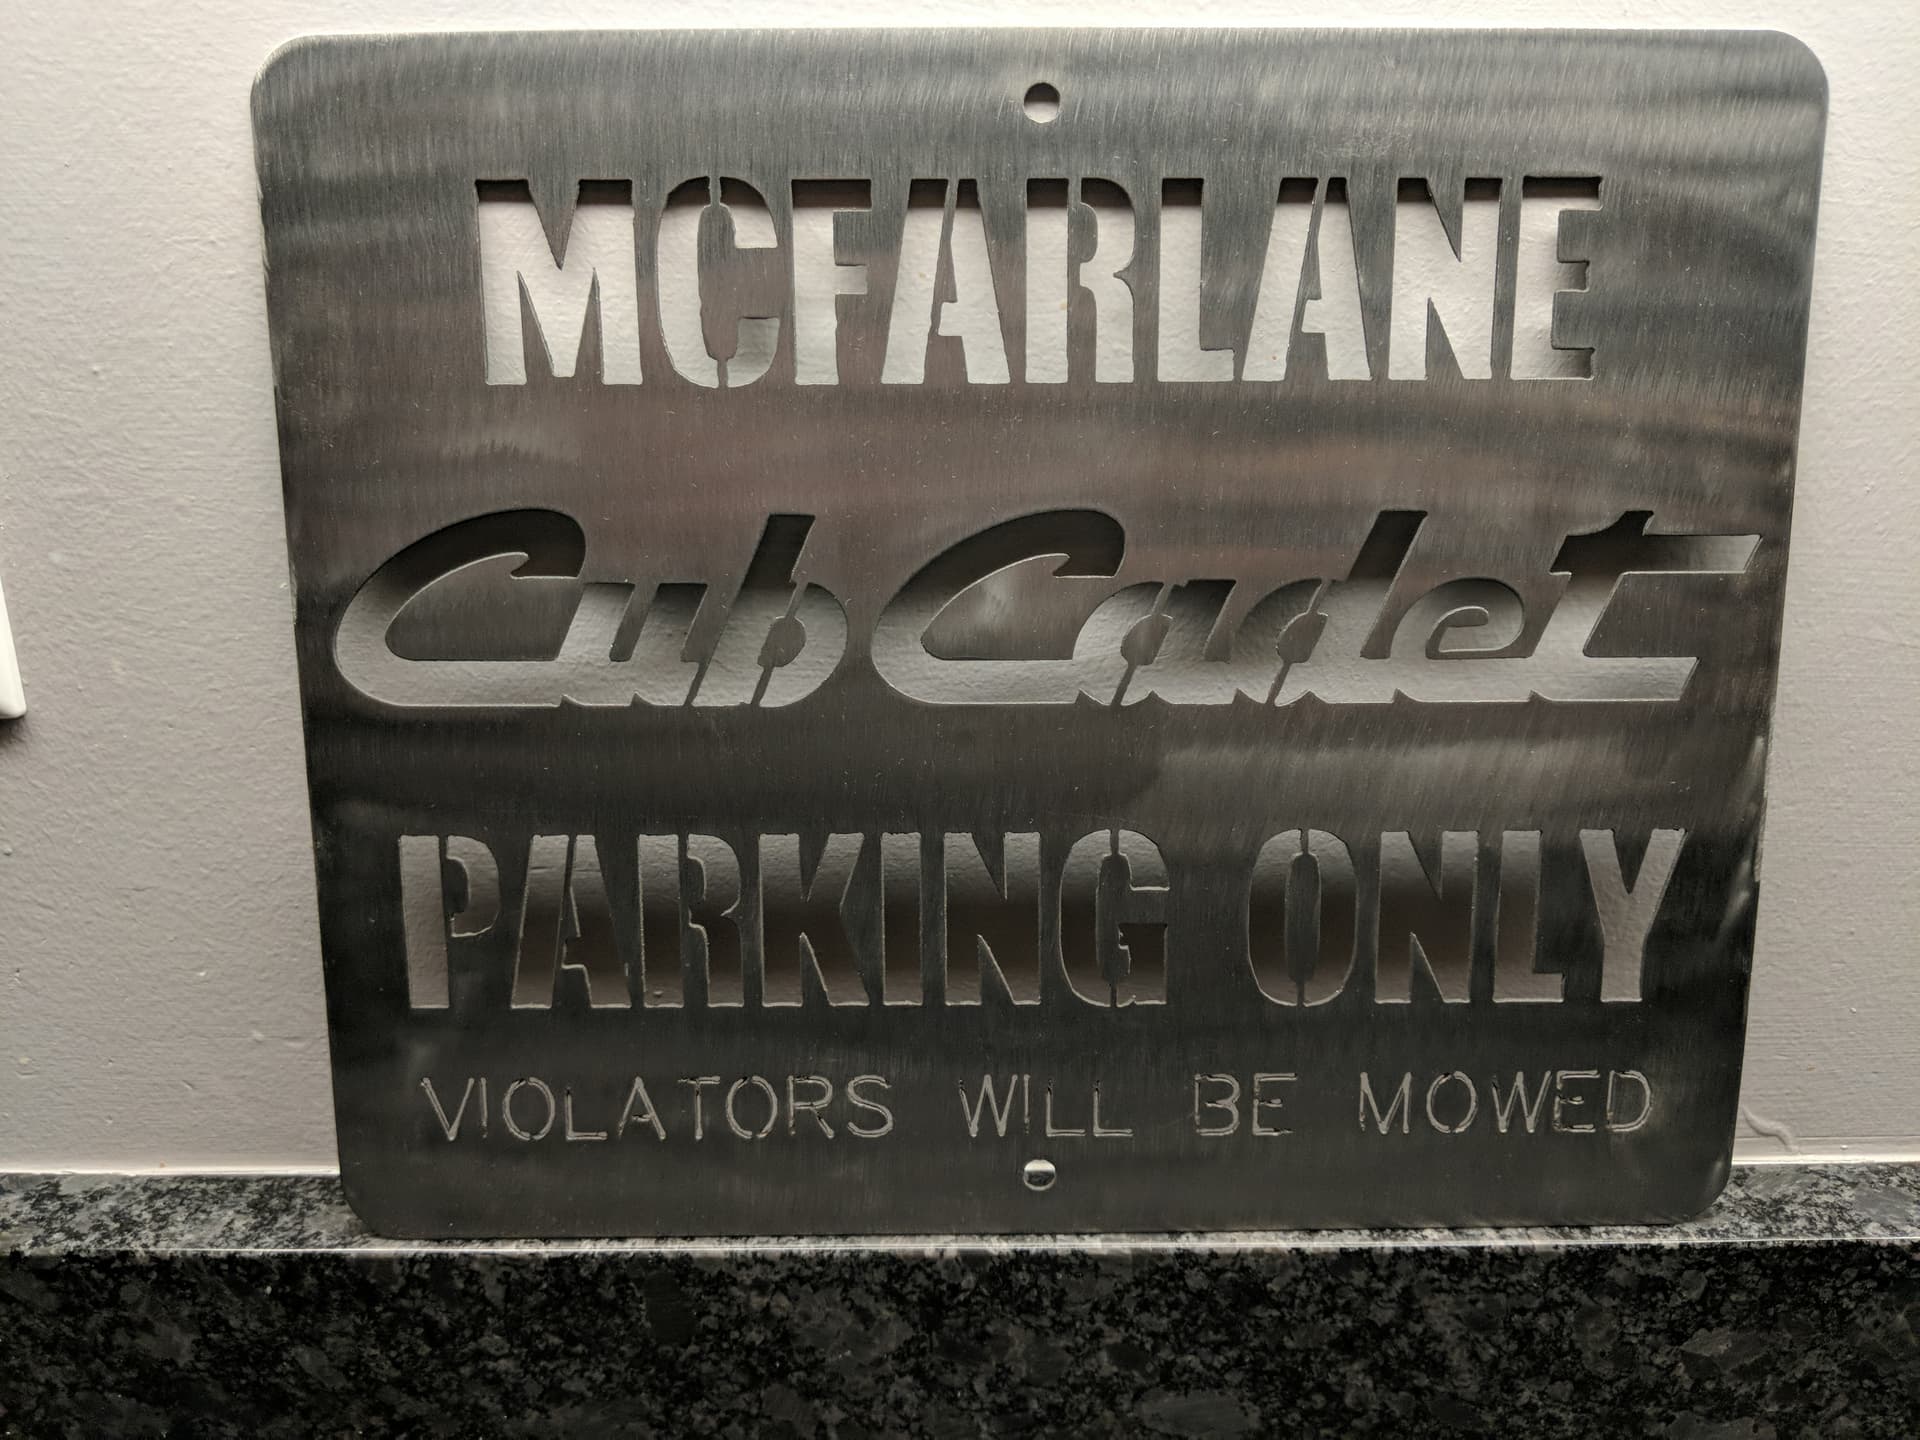 MCFARLANE
Cub Cadet
PARKING ONLY
VIOLATORS WILL BE MOWED